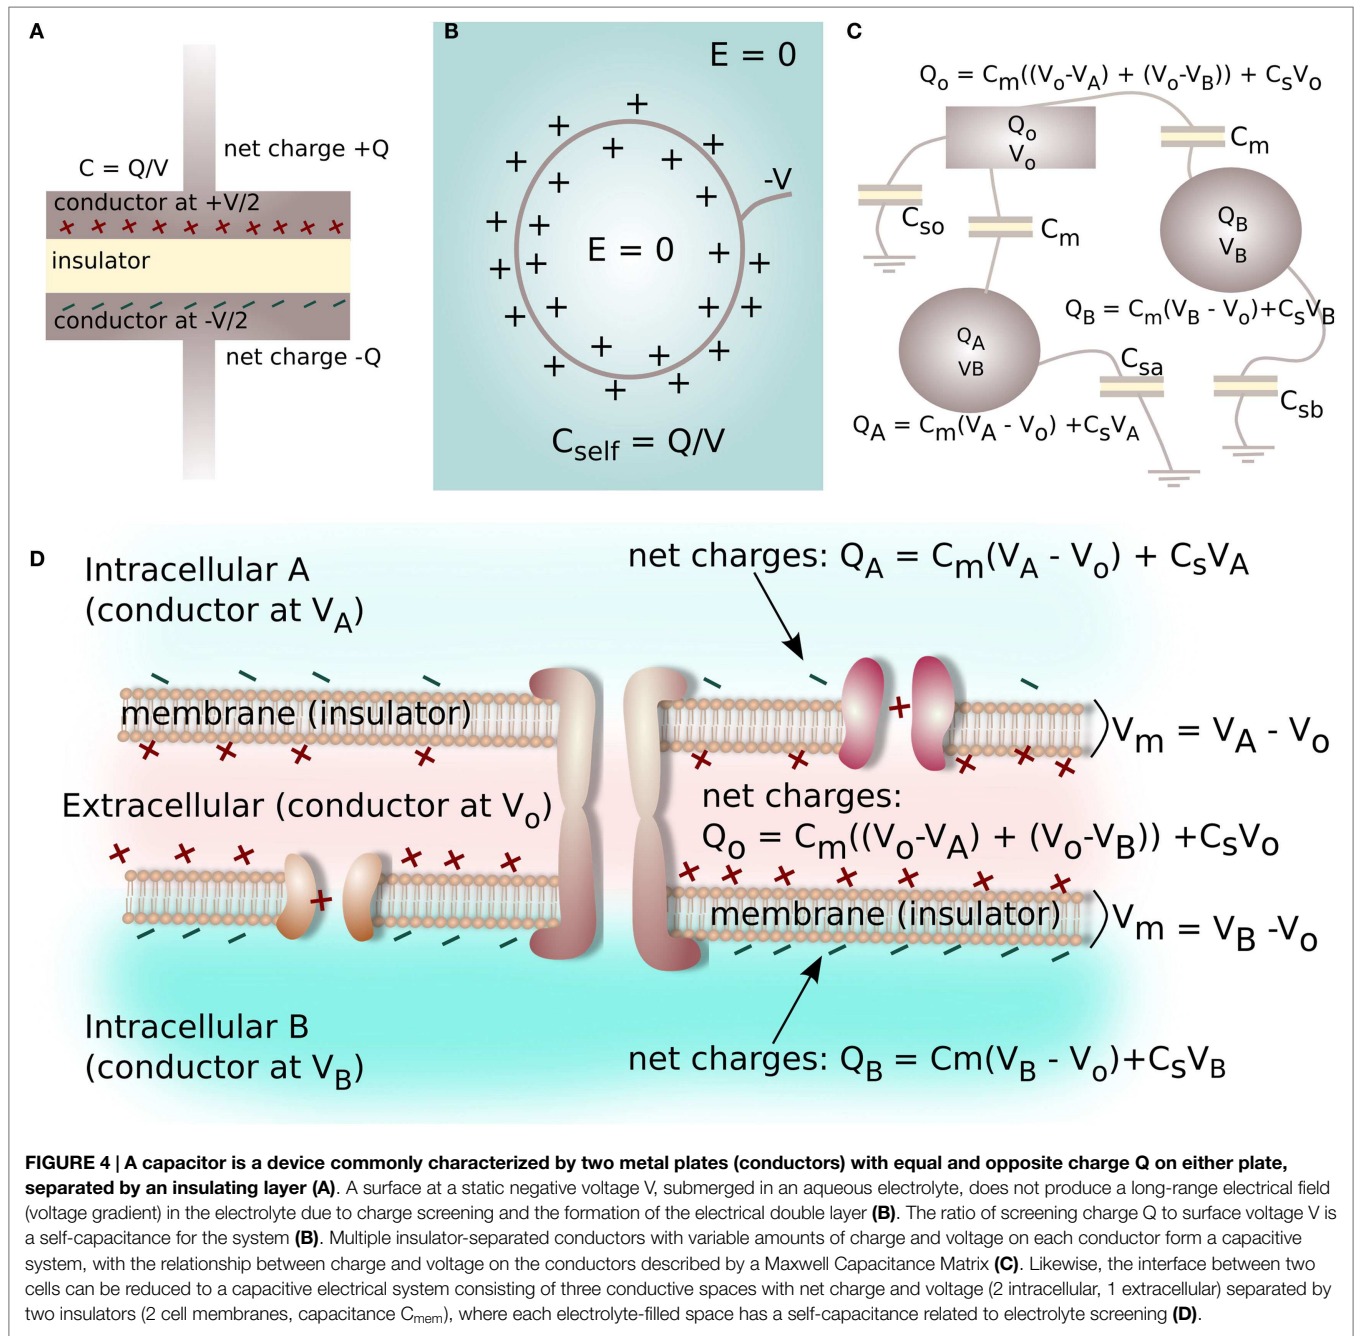 A
C = Q/V
net charge +Q
conductor at +V/2
insulator
conductor at -V/2
net charge -Q
B
E = 0
-V
E = 0
Cself = Q/V
C
Qo = Cm((Vo-VA) + (Vo-VB)) + CsVo
Qo
Vo
Cm
Cso
Cm
QB
VB
QB = Cm(VB - Vo)+CsVB
QA
VB
Csa
Csb
QA = Cm(VA - Vo) +CsVA
D
Intracellular A
(conductor at VA)
net charges: QA = Cm(VA - Vo) + CsVA
membrane (insulator)
Vm = VA - Vo
Extracellular (conductor at Vo)
net charges:
Qo = Cm((Vo-VA) + (Vo-VB)) +CsVo
membrane (insulator)
Vm = VB -Vo
Intracellular B
(conductor at VB)
net charges: QB = Cm(VB - Vo)+CsVB
FIGURE 4 | A capacitor is a device commonly characterized by two metal plates (conductors) with equal and opposite charge Q on either plate,
separated by an insulating layer (A). A surface at a static negative voltage V, submerged in an aqueous electrolyte, does not produce a long-range electrical field
(voltage gradient) in the electrolyte due to charge screening and the formation of the electrical double layer (B). The ratio of screening charge Q to surface voltage V is
a self-capacitance for the system (B). Multiple insulator-separated conductors with variable amounts of charge and voltage on each conductor form a capacitive
system, with the relationship between charge and voltage on the conductors described by a Maxwell Capacitance Matrix (C). Likewise, the interface between two
cells can be reduced to a capacitive electrical system consisting of three conductive spaces with net charge and voltage (2 intracellular, 1 extracellular) separated by
two insulators (2 cell membranes, capacitance Cmem), where each electrolyte-filled space has a self-capacitance related to electrolyte screening (D).